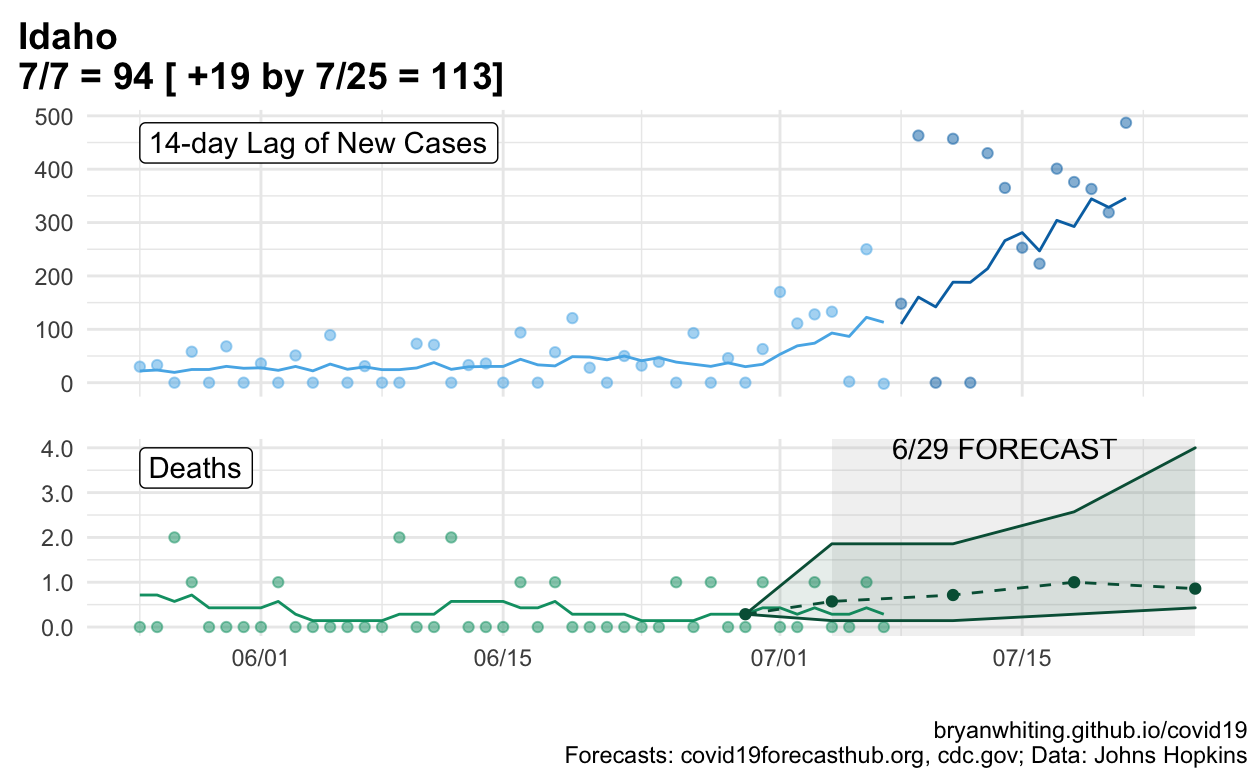 Idaho
7/7 = 94 [ +19 by 7/25 = 113]
500
14-day Lag of New Cases
400
300
200
100
0
4.0
6/29 FORECAST
Deaths
3.0
2.0
1.0
0.0
06/01 06/15 07/01 07/15
bryanwhiting.github.io/covid19
Forecasts: covid19forecasthub.org, cdc.gov; Data: Johns Hopkins